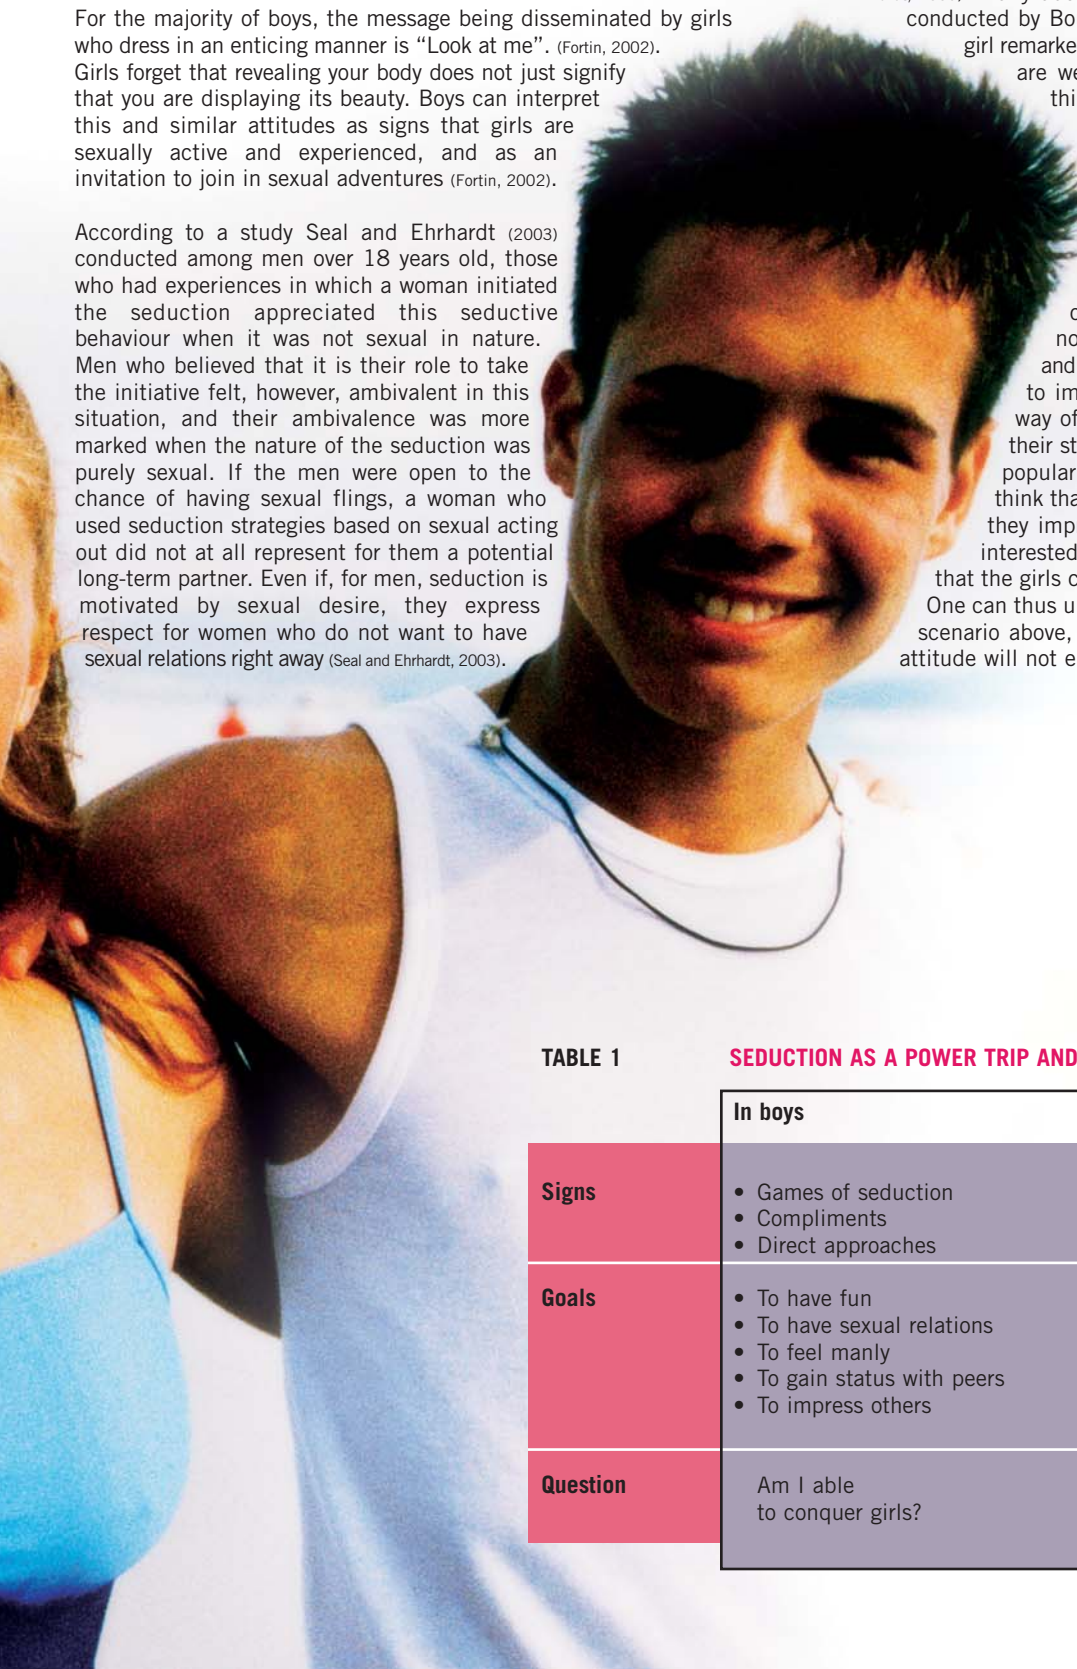 For the majority of boys, the message being disseminated by girls
who dress in an enticing manner is “Look at me”. (Fortin, 2002).
Girls forget that revealing your body does not just signify
that you are displaying its beauty. Boys can interpret
this and similar attitudes as signs that girls are
sexually active and experienced, and as an
invitation to join in sexual adventures (Fortin, 2002).
According to a study Seal and Ehrhardt (2003)
conducted among men over 18 years old, those
who had experiences in which a woman initiated
the seduction appreciated this seductive
behaviour when it was not sexual in nature.
Men who believed that it is their role to take
the initiative felt, however, ambivalent in this
situation, and their ambivalence was more
marked when the nature of the seduction was
purely sexual. If the men were open to the
chance of having sexual flings, a woman who
used seduction strategies based on sexual acting
out did not at all represent for them a potential
long-term partner. Even if, for men, seduction is
motivated by sexual desire, they express
respect for women who do not want to have
sexual relations right away (Seal and Ehrhardt, 2003).
conducted by Bo
girl remarke
are we
thi
no
and
to im
way of
their st
popular
think tha
they imp
interested
that the girls c
One can thus u
scenario above,
attitude will not e
TABLE 1 SEDUCTION AS A POWER TRIP AND
In boys
Signs
• Games of seduction
• Compliments
• Direct approaches
Goals
• To have fun
• To have sexual relations
• To feel manly
• To gain status with peers
• To impress others
Question
Am I able
to conquer girls?